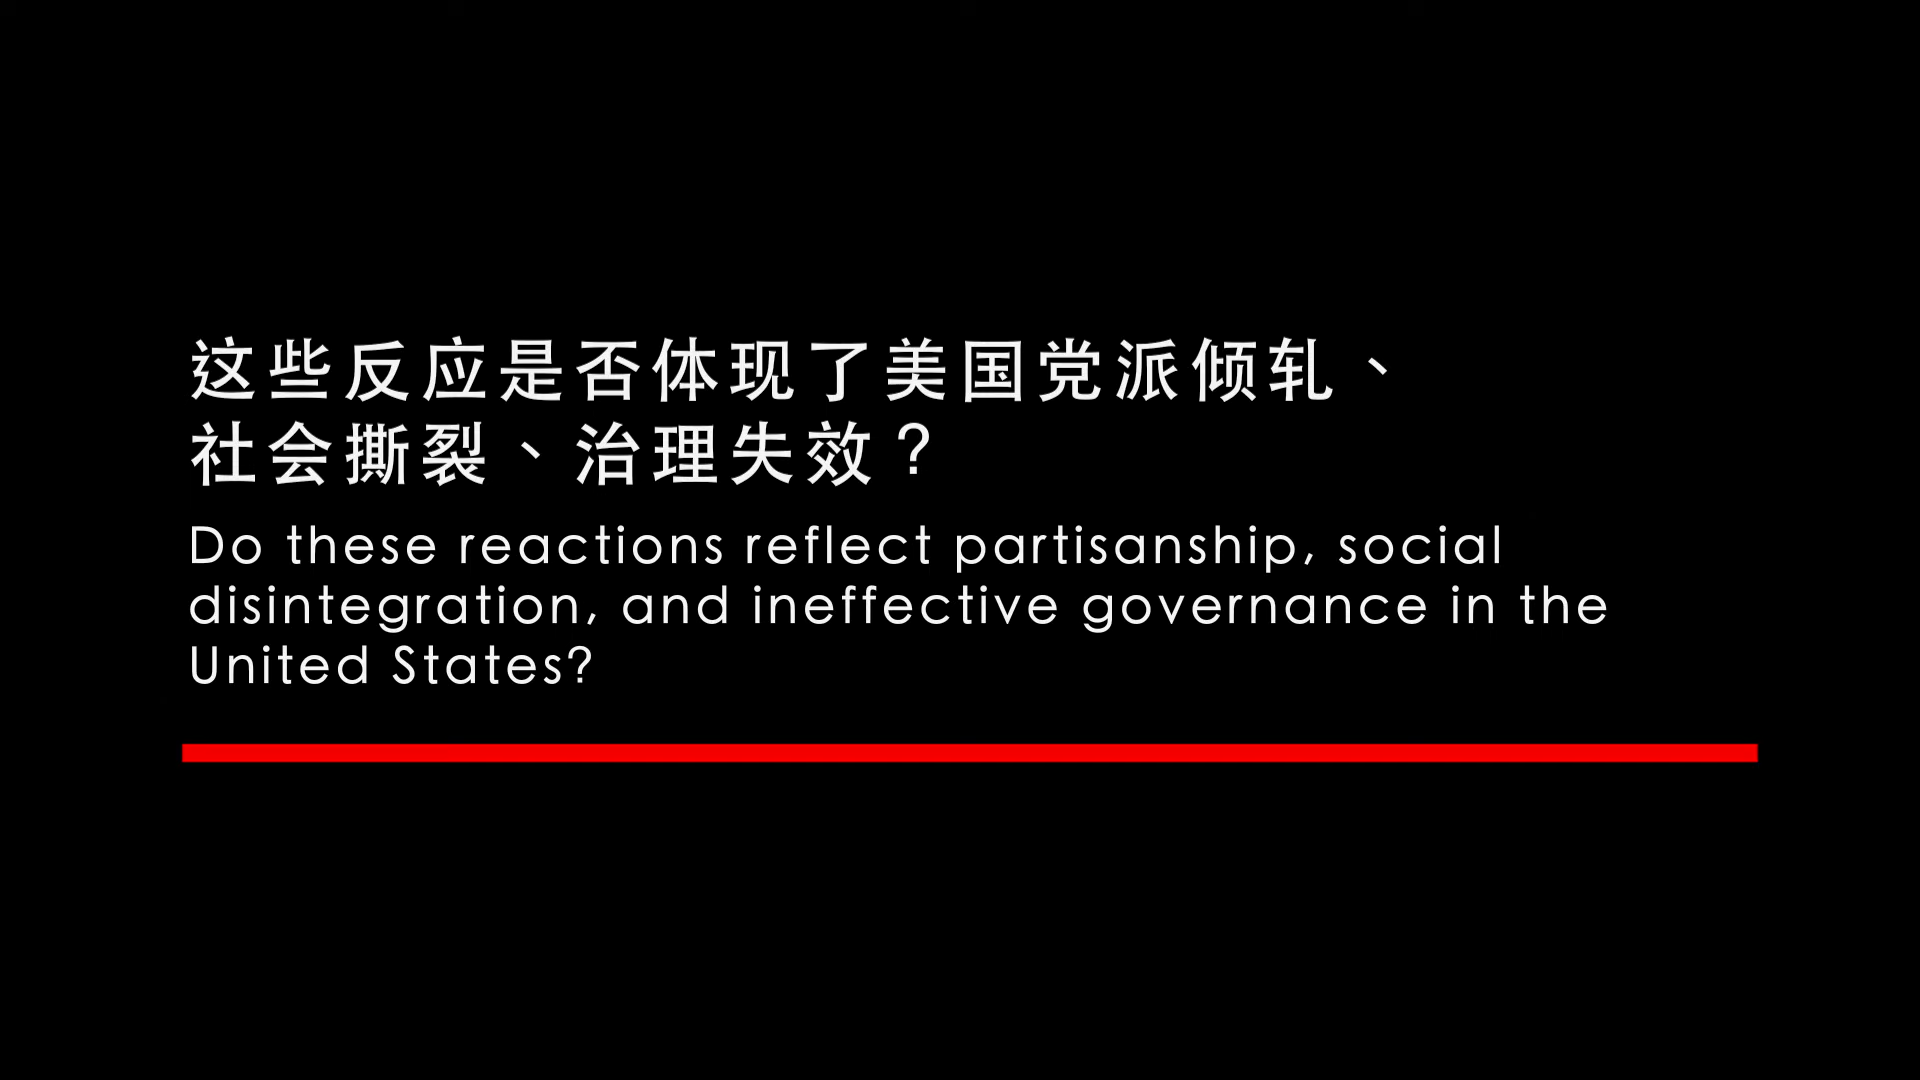 这些反应是否体现了美国党派倾轧、
社会撕裂、治理失效？
Do these reactions reflect partisanship, social
disintegration, and ineffective governance in the
United States?